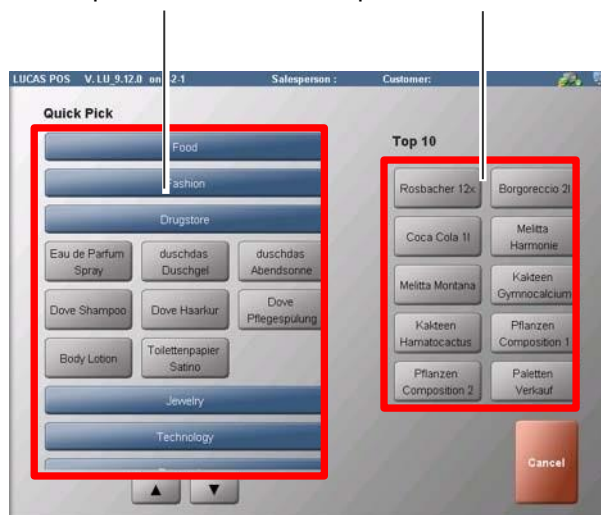 LUCAS POS V. LU_9.12.0 on 2-1 Salesperson : Customer:
Quick Pick
Food
Fashion
Drugstore
Eau de Parfum
Spray
duschdas
Duschgel
duschdas
Abendsonne
Dove Shampoo
Dove Haarkur
Dove
Pflegespülung
Body Lotion
Toilettenpapier
Satino
Jewelry
Technology
Top 10
Rosbacher 12x
Borgoreccio 2l
Coca Cola 1l
Melitta
Harmonie
Melitta Montana
Kakteen
Gymnocalcium
Kakteen
Hamatocactus
Pflanzen
Composition 1
Pflanzen
Composition 2
Paletten
Verkauf
Cancel